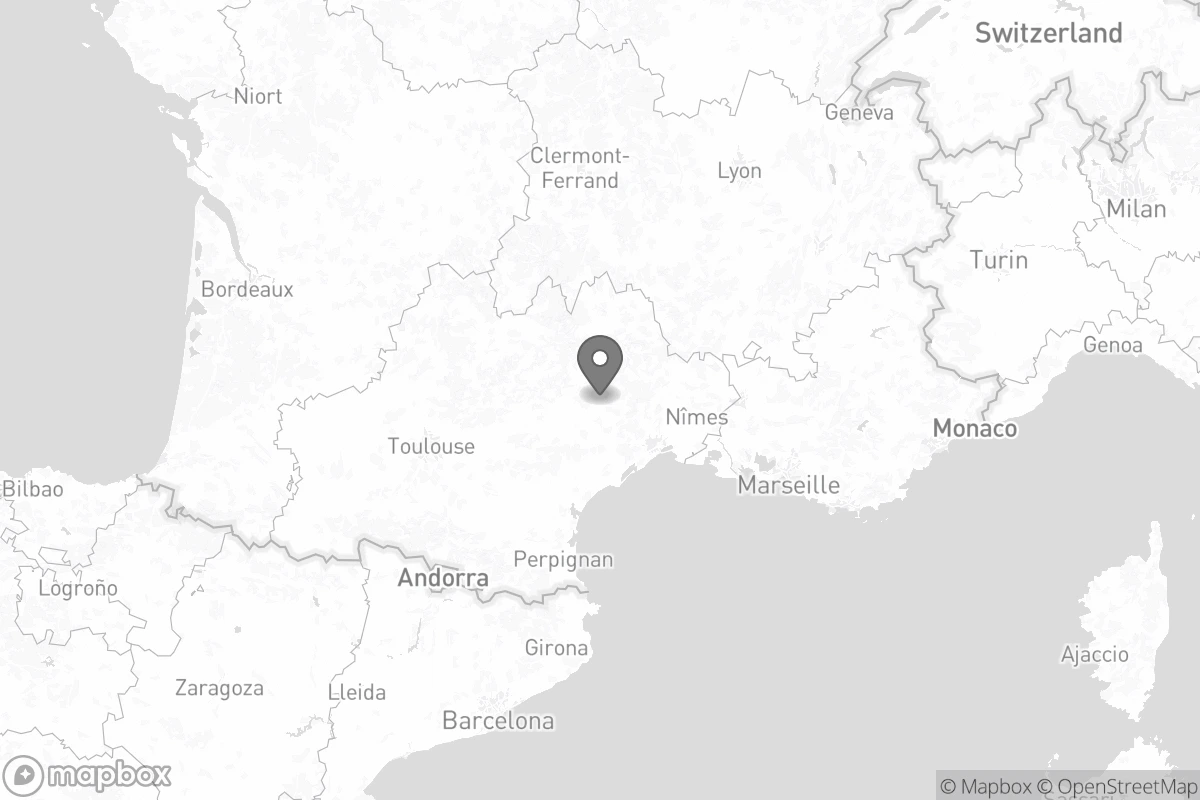 Switzerland
Niort
Geneva
Clermont-
Ferrand
Lyon
Milan
Turin
Bordeaux
Genoa
Nîmes
Monaco
Toulouse
Marseille
Bilbao
Perpignan
Andorra
Logroño
Girona
Ajaccio
Zaragoza
Lleida
Barcelona
mapbox
© Mapbox © OpenStreetMap